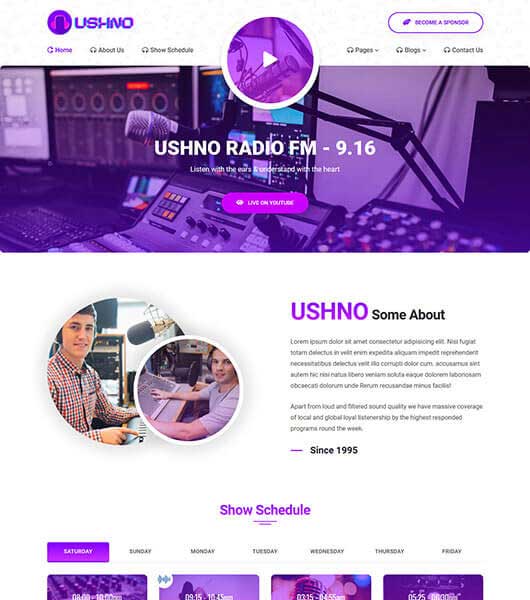 USHNO
BECOME A SPONSOR
Home
About Us
Show Schedule
Pages
Blogs
Contact Us
USHNO RADIO FM - 9.16
Listen with the ears & understand with the heart
LIVE ON YOUTUBE
USHNO Some About
Lorem ipsum dolor sit amet consectetur adipisicing elit. Nisi fugiat
totam delectus in velit erem expedita aliquam impedit reprehenderit
necessitatibus delectus velit illo corrupti dolor cum, accusamus sint
autem hic nisi natus libero veniam soluta eaque dolorem laboriosam
obcaecati dolorum unde Rerum recusandae minus facilis!
Apart from loud and filtered sound quality we have massive coverage
of local and global loyal listenership by the highest responded
programs round the week.
Since 1995
Show Schedule
SATURDAY
SUNDAY
MONDAY
TUESDAY
WEDNESDAY
THURSDAY
FRIDAY
08:00 - 10:00am
09:15 - 10:45am
03:15 - 04:55am
05:25 - 06:00am